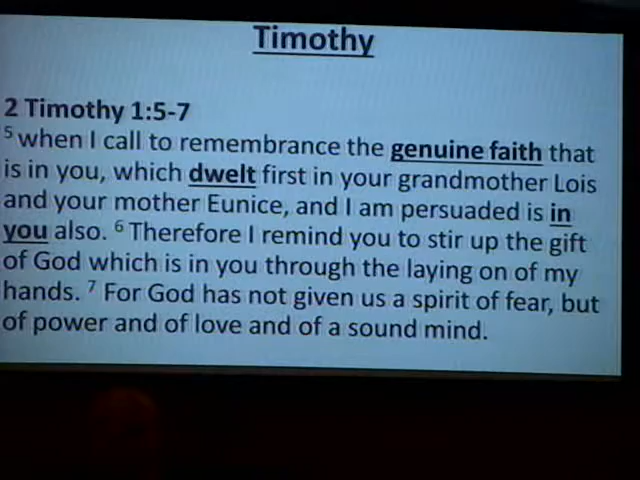 Timothy
2 Timothy 1:5-7
5 when I call to remembrance the genuine faith that
is in you, which dwelt first in your grandmother Lois
and your mother Eunice, and I am persuaded is in
you also. 6 Therefore I remind you to stir up the gift
of God which is in you through the laying on of my
hands. 7 For God has not given us a spirit of fear, but
of power and of love and of a sound mind.